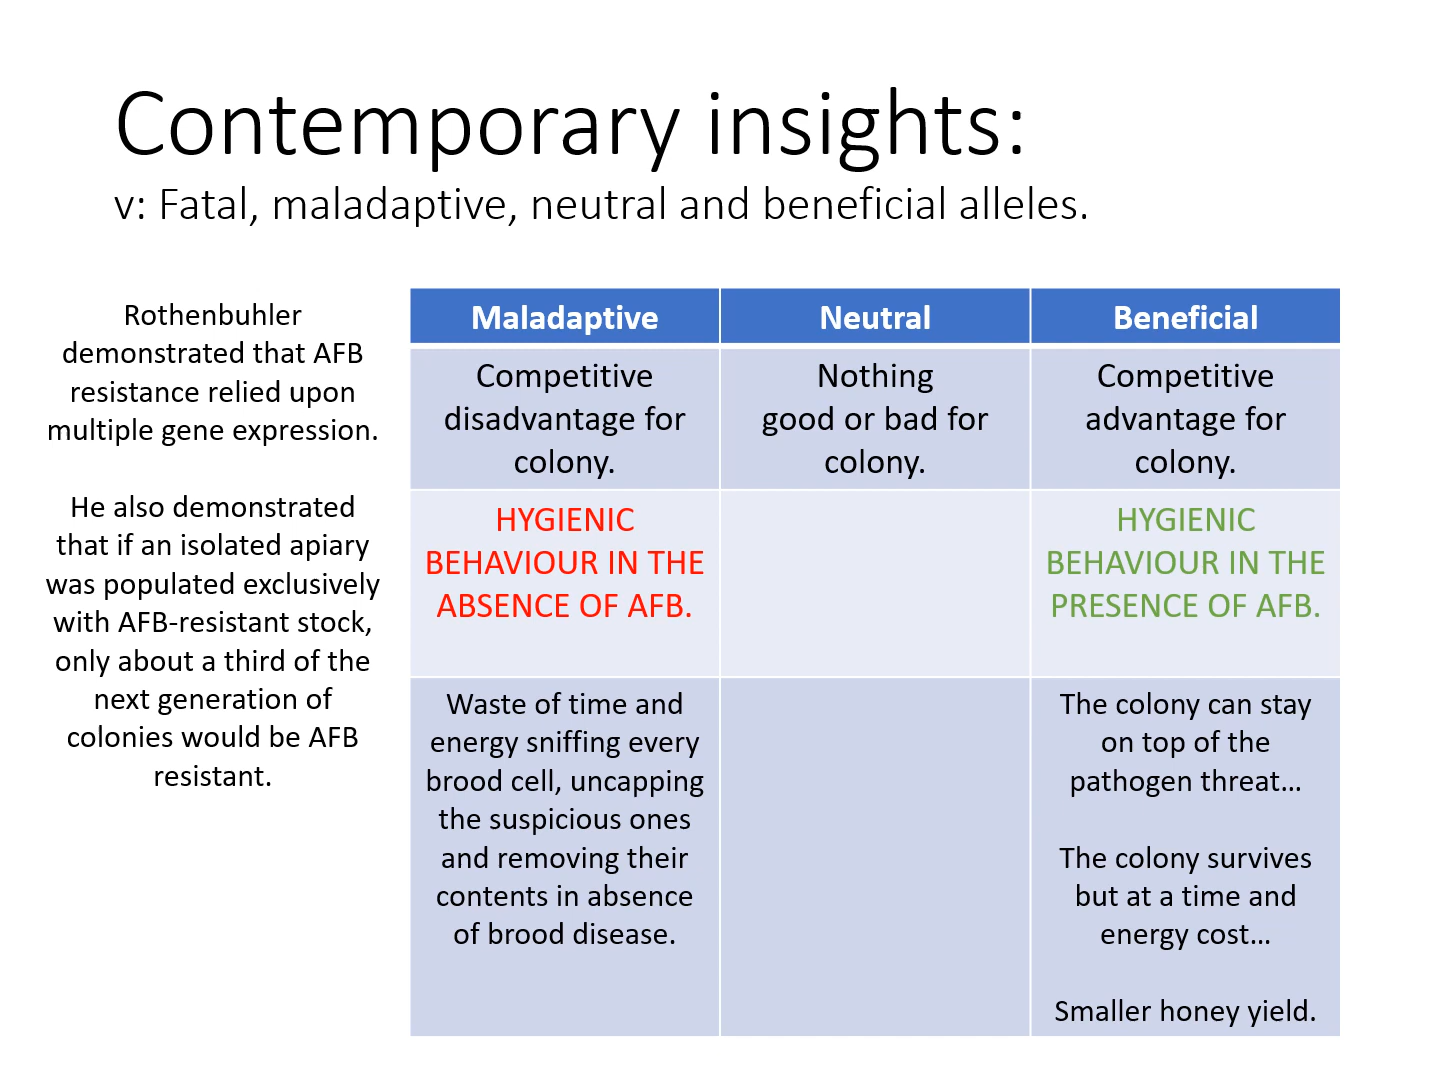 Contemporary insights:
v: Fatal, maladaptive, neutral and beneficial alleles.
Rothenbuhler
demonstrated that AFB
resistance relied upon
multiple gene expression.
He also demonstrated
that if an isolated apiary
was populated exclusively
with AFB-resistant stock,
only about a third of the
next generation of
colonies would be AFB
resistant.
Maladaptive
Neutral
Beneficial
Competitive
disadvantage for
colony.
Nothing
good or bad for
colony.
Competitive
advantage for
colony.
HYGIENIC
BEHAVIOUR IN THE
ABSENCE OF AFB.
HYGIENIC
BEHAVIOUR IN THE
PRESENCE OF AFB.
Waste of time and
energy sniffing every
brood cell, uncapping
the suspicious ones
and removing their
contents in absence
of brood disease.
The colony can stay
on top of the
pathogen threat…
The colony survives
but at a time and
energy cost…
Smaller honey yield.